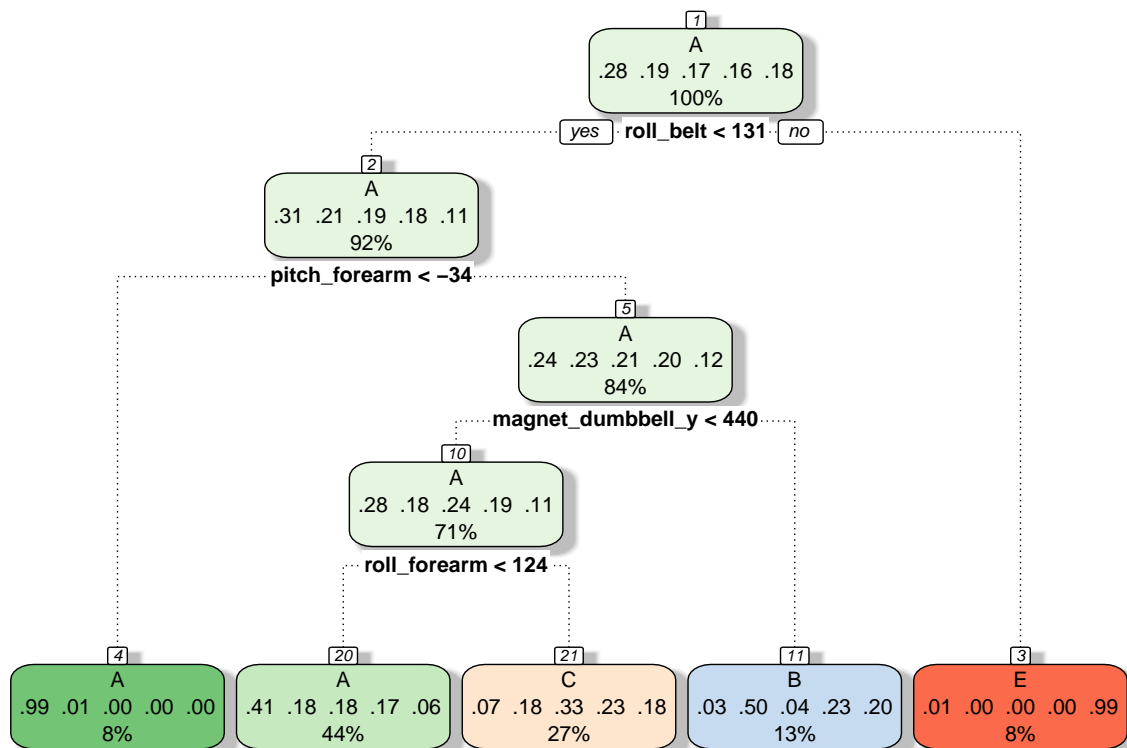 1
A
.28 .19 .17 .16 .18
100%
yes roll_belt < 131 no
2
A
.31 .21 .19 .18 .11
92%
pitch_forearm < −34
5
A
.24 .23 .21 .20 .12
84%
magnet_dumbbell_y < 440
10
A
.28 .18 .24 .19 .11
71%
roll_forearm < 124
4
A
.99 .01 .00 .00 .00
8%
20
A
.41 .18 .18 .17 .06
44%
21
C
.07 .18 .33 .23 .18
27%
11
B
.03 .50 .04 .23 .20
13%
3
E
.01 .00 .00 .00 .99
8%